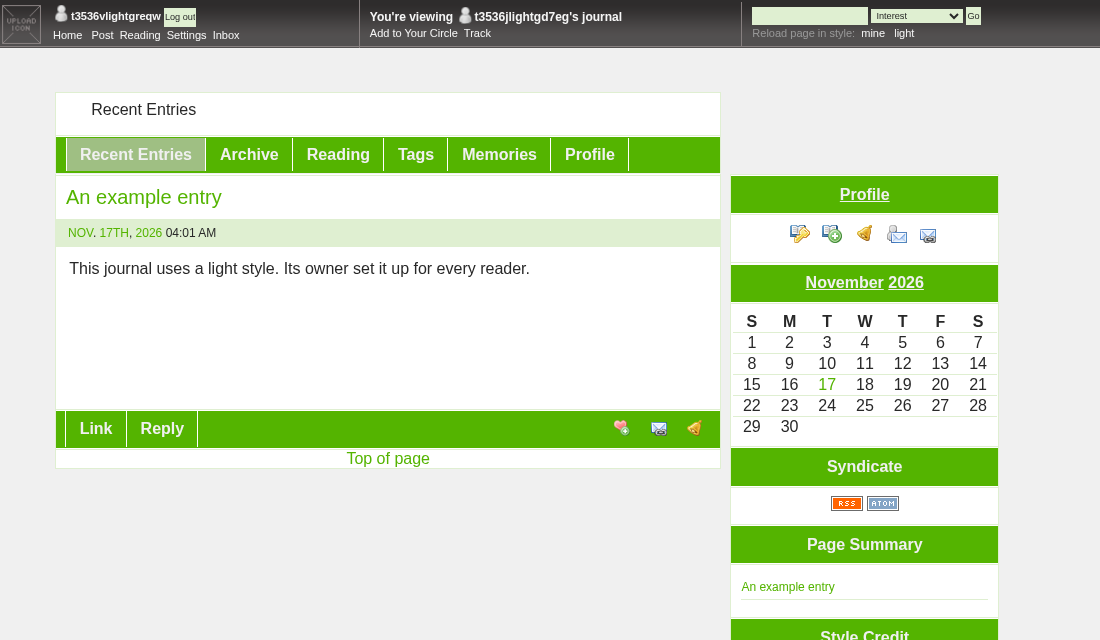 UPLOAD ICON
t3536vlightgreqw Log out
Home Post Reading Settings Inbox
You're viewing t3536jlightgd7eg's journal
Add to Your Circle Track
Interest Go
Reload page in style: mine light
Recent Entries
Recent Entries Archive Reading Tags Memories Profile
An example entry
NOV. 17TH, 2026 04:01 AM
This journal uses a light style. Its owner set it up for every reader.
Link Reply
Top of page
Profile
November 2026
S M T W T F S
1 2 3 4 5 6 7
8 9 10 11 12 13 14
15 16 17 18 19 20 21
22 23 24 25 26 27 28
29 30
Syndicate
RSS ATOM
Page Summary
An example entry
Style Credit